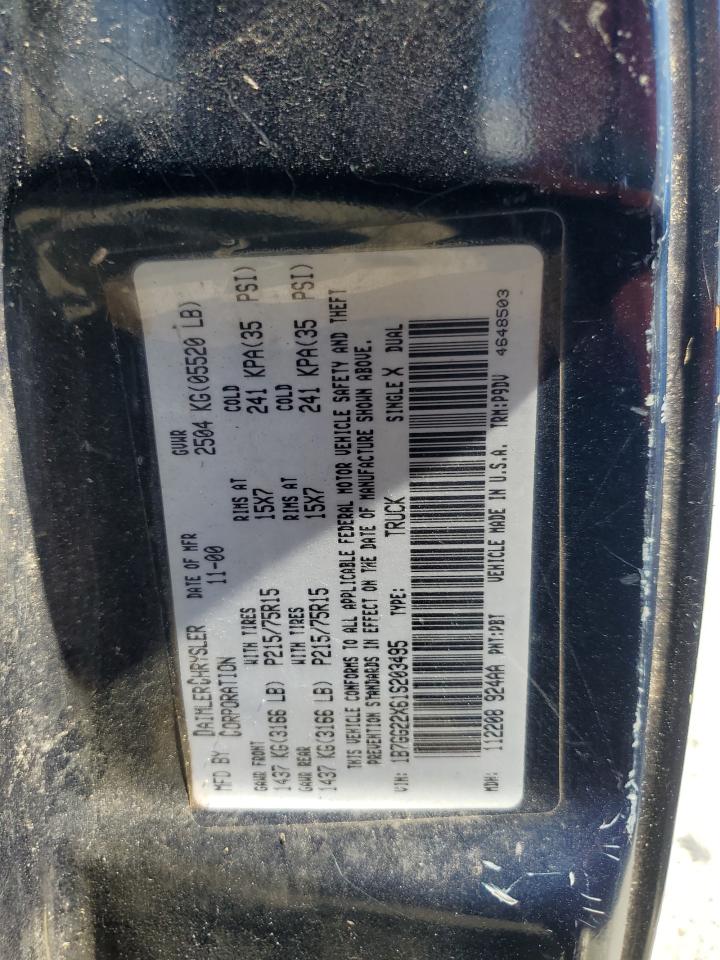 MFD BY DAIMLERCHRYSLER CORPORATION DATE OF MFR 11-00 GVWR 2504 KG(05520 LB)
GAWR FRONT WITH TIRES RIMS AT COLD
1437 KG(3166 LB) P215/75R15 15X7 241 KPA(35 PSI)
GAWR REAR WITH TIRES RIMS AT COLD
1437 KG(3166 LB) P215/75R15 15X7 241 KPA(35 PSI)
THIS VEHICLE CONFORMS TO ALL APPLICABLE FEDERAL MOTOR VEHICLE SAFETY AND THEFT
PREVENTION STANDARDS IN EFFECT ON THE DATE OF MANUFACTURE SHOWN ABOVE.
VIN: 1B7GG22X61S203495 TYPE: TRUCK SINGLE X DUAL
MDH: 112208 924AA PNT:PBT VEHICLE MADE IN U.S.A. TRM:P9DV 4648503